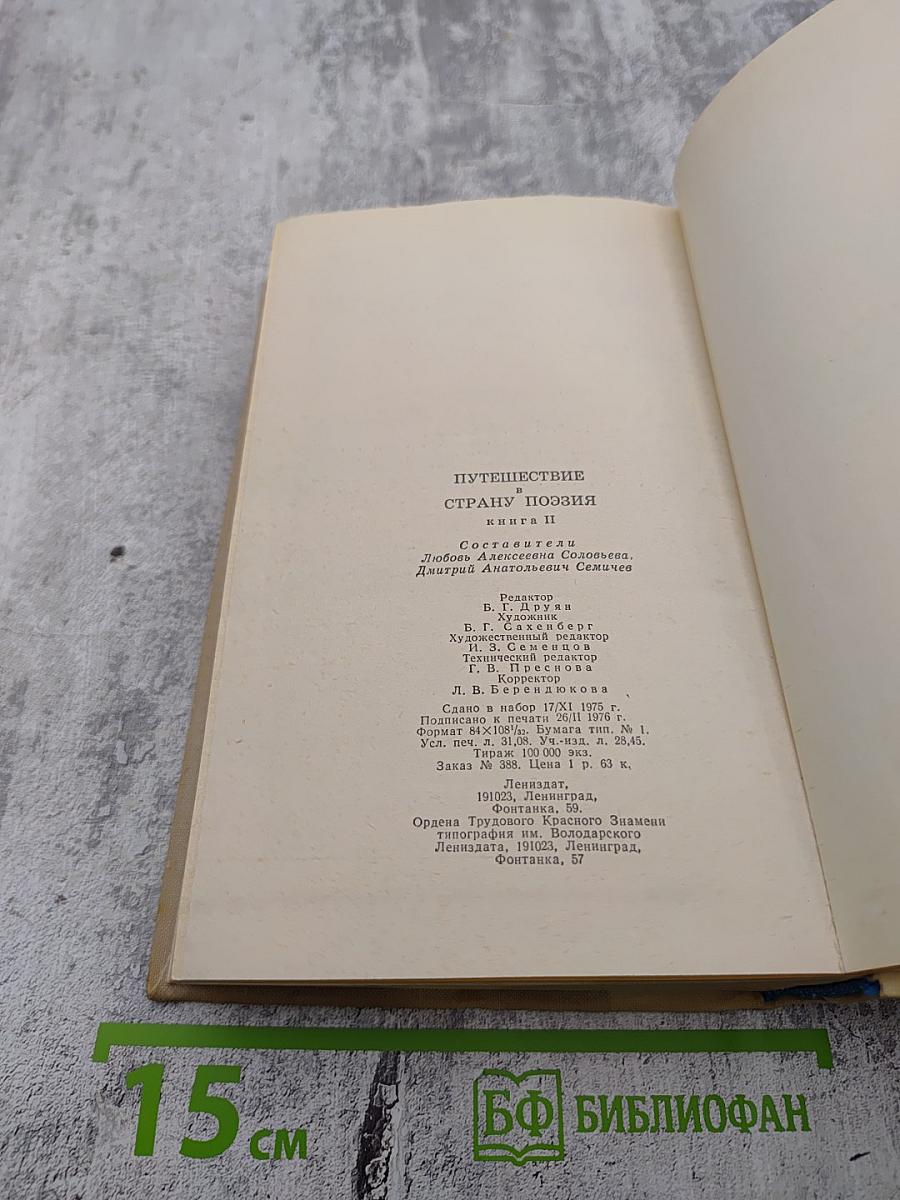 ПУТЕШЕСТВИЕ
в
СТРАНУ ПОЭЗИЯ
книга II
Составители
Любовь Алексеевна Соловьева,
Дмитрий Анатольевич Семичев
Редактор
Б. Г. Друян
Художник
Б. Г. Сахенберг
Художественный редактор
И. З. Семенцов
Технический редактор
Г. В. Преснова
Корректор
Л. В. Берендюкова
Сдано в набор 17/XI 1975 г.
Подписано к печати 26/II 1976 г.
Формат 84×108¹/₃₂. Бумага тип. № 1.
Усл. печ. л. 31,08. Уч.-изд. л. 28,45.
Тираж 100 000 экз.
Заказ № 388. Цена 1 р. 63 к.
Лениздат,
191023, Ленинград,
Фонтанка, 59.
Ордена Трудового Красного Знамени
типография им. Володарского
Лениздата, 191023, Ленинград,
Фонтанка, 57
15 см
БФ БИБЛИОФАН